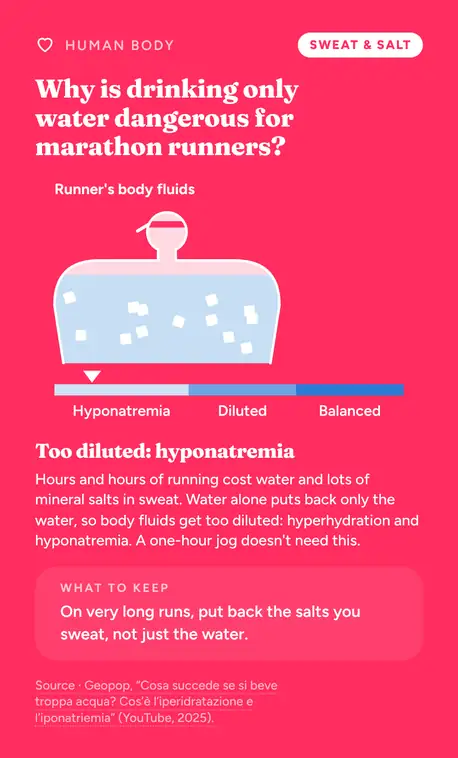 HUMAN BODY
SWEAT & SALT
Why is drinking only
water dangerous for
marathon runners?
Runner's body fluids
Hyponatremia
Diluted
Balanced
Too diluted: hyponatremia
Hours and hours of running cost water and lots of
mineral salts in sweat. Water alone puts back only the
water, so body fluids get too diluted: hyperhydration and
hyponatremia. A one-hour jog doesn't need this.
WHAT TO KEEP
On very long runs, put back the salts you
sweat, not just the water.
Source · Geopop, "Cosa succede se si beve
troppa acqua? Cos'è l'iperidratazione e
l'iponatriemia" (YouTube, 2025).